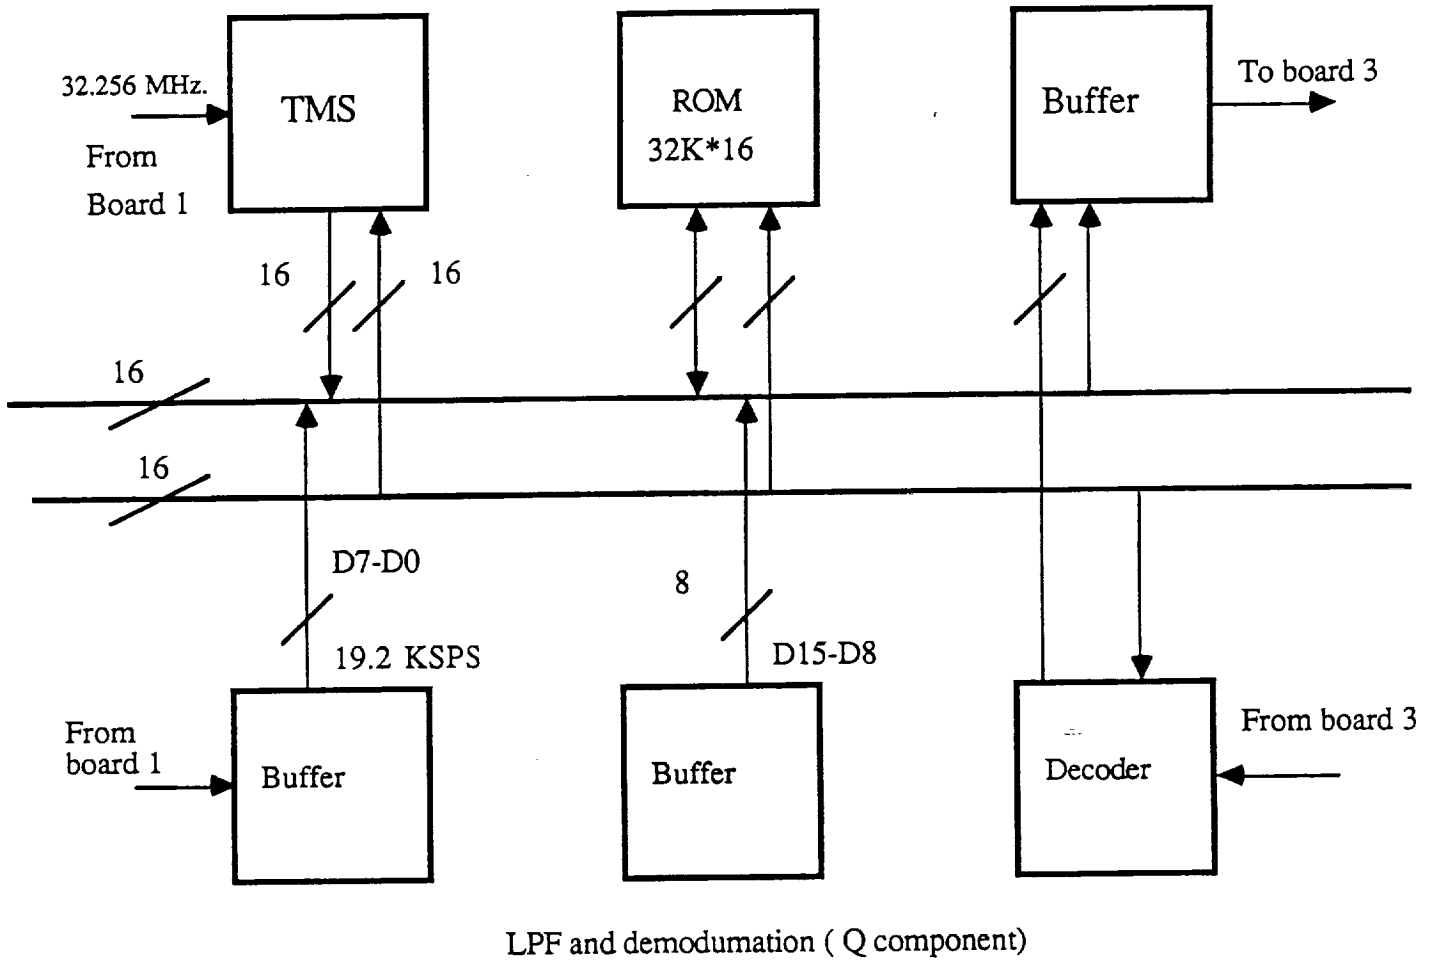 32.256 MHz.
From
Board 1
TMS
ROM
32K*16
Buffer
To board 3
16
16
16
16
D7-D0
19.2 KSPS
8
D15-D8
From
board 1
Buffer
Buffer
Decoder
From board 3
LPF and demodumation ( Q component)